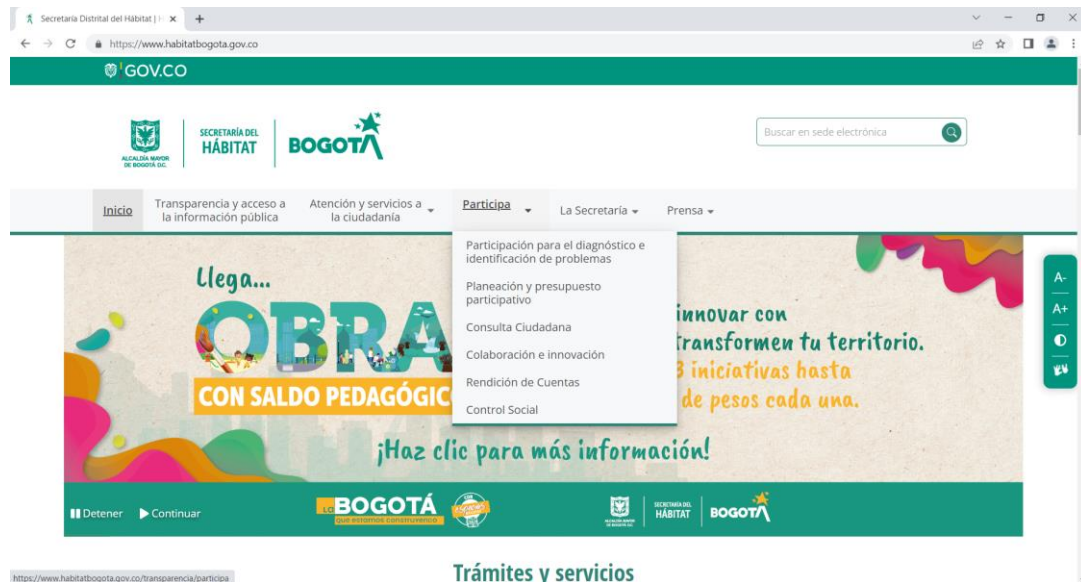 Secretaría Distrital del Hábitat | H
https://www.habitatbogota.gov.co
GOV.CO
ALCALDÍA MAYOR
DE BOGOTÁ D.C.
SECRETARÍA DEL
HÁBITAT
BOGOTÁ
Buscar en sede electrónica
Inicio
Transparencia y acceso a
la información pública
Atención y servicios a
la ciudadanía
Participa
La Secretaría
Prensa
Participación para el diagnóstico e
identificación de problemas
Planeación y presupuesto
participativo
Consulta Ciudadana
Colaboración e innovación
Rendición de Cuentas
Control Social
Llega...
OBRA
CON SALDO PEDAGÓGIC
innovar con
transformen tu territorio.
3 iniciativas hasta
de pesos cada una.
¡Haz clic para más información!
A-
A+
Detener
Continuar
LA BOGOTÁ
que estamos construyendo
ALCALDÍA MAYOR
DE BOGOTÁ D.C.
SECRETARÍA DEL
HÁBITAT
BOGOTÁ
Trámites y servicios
https://www.habitatbogota.gov.co/transparencia/participa